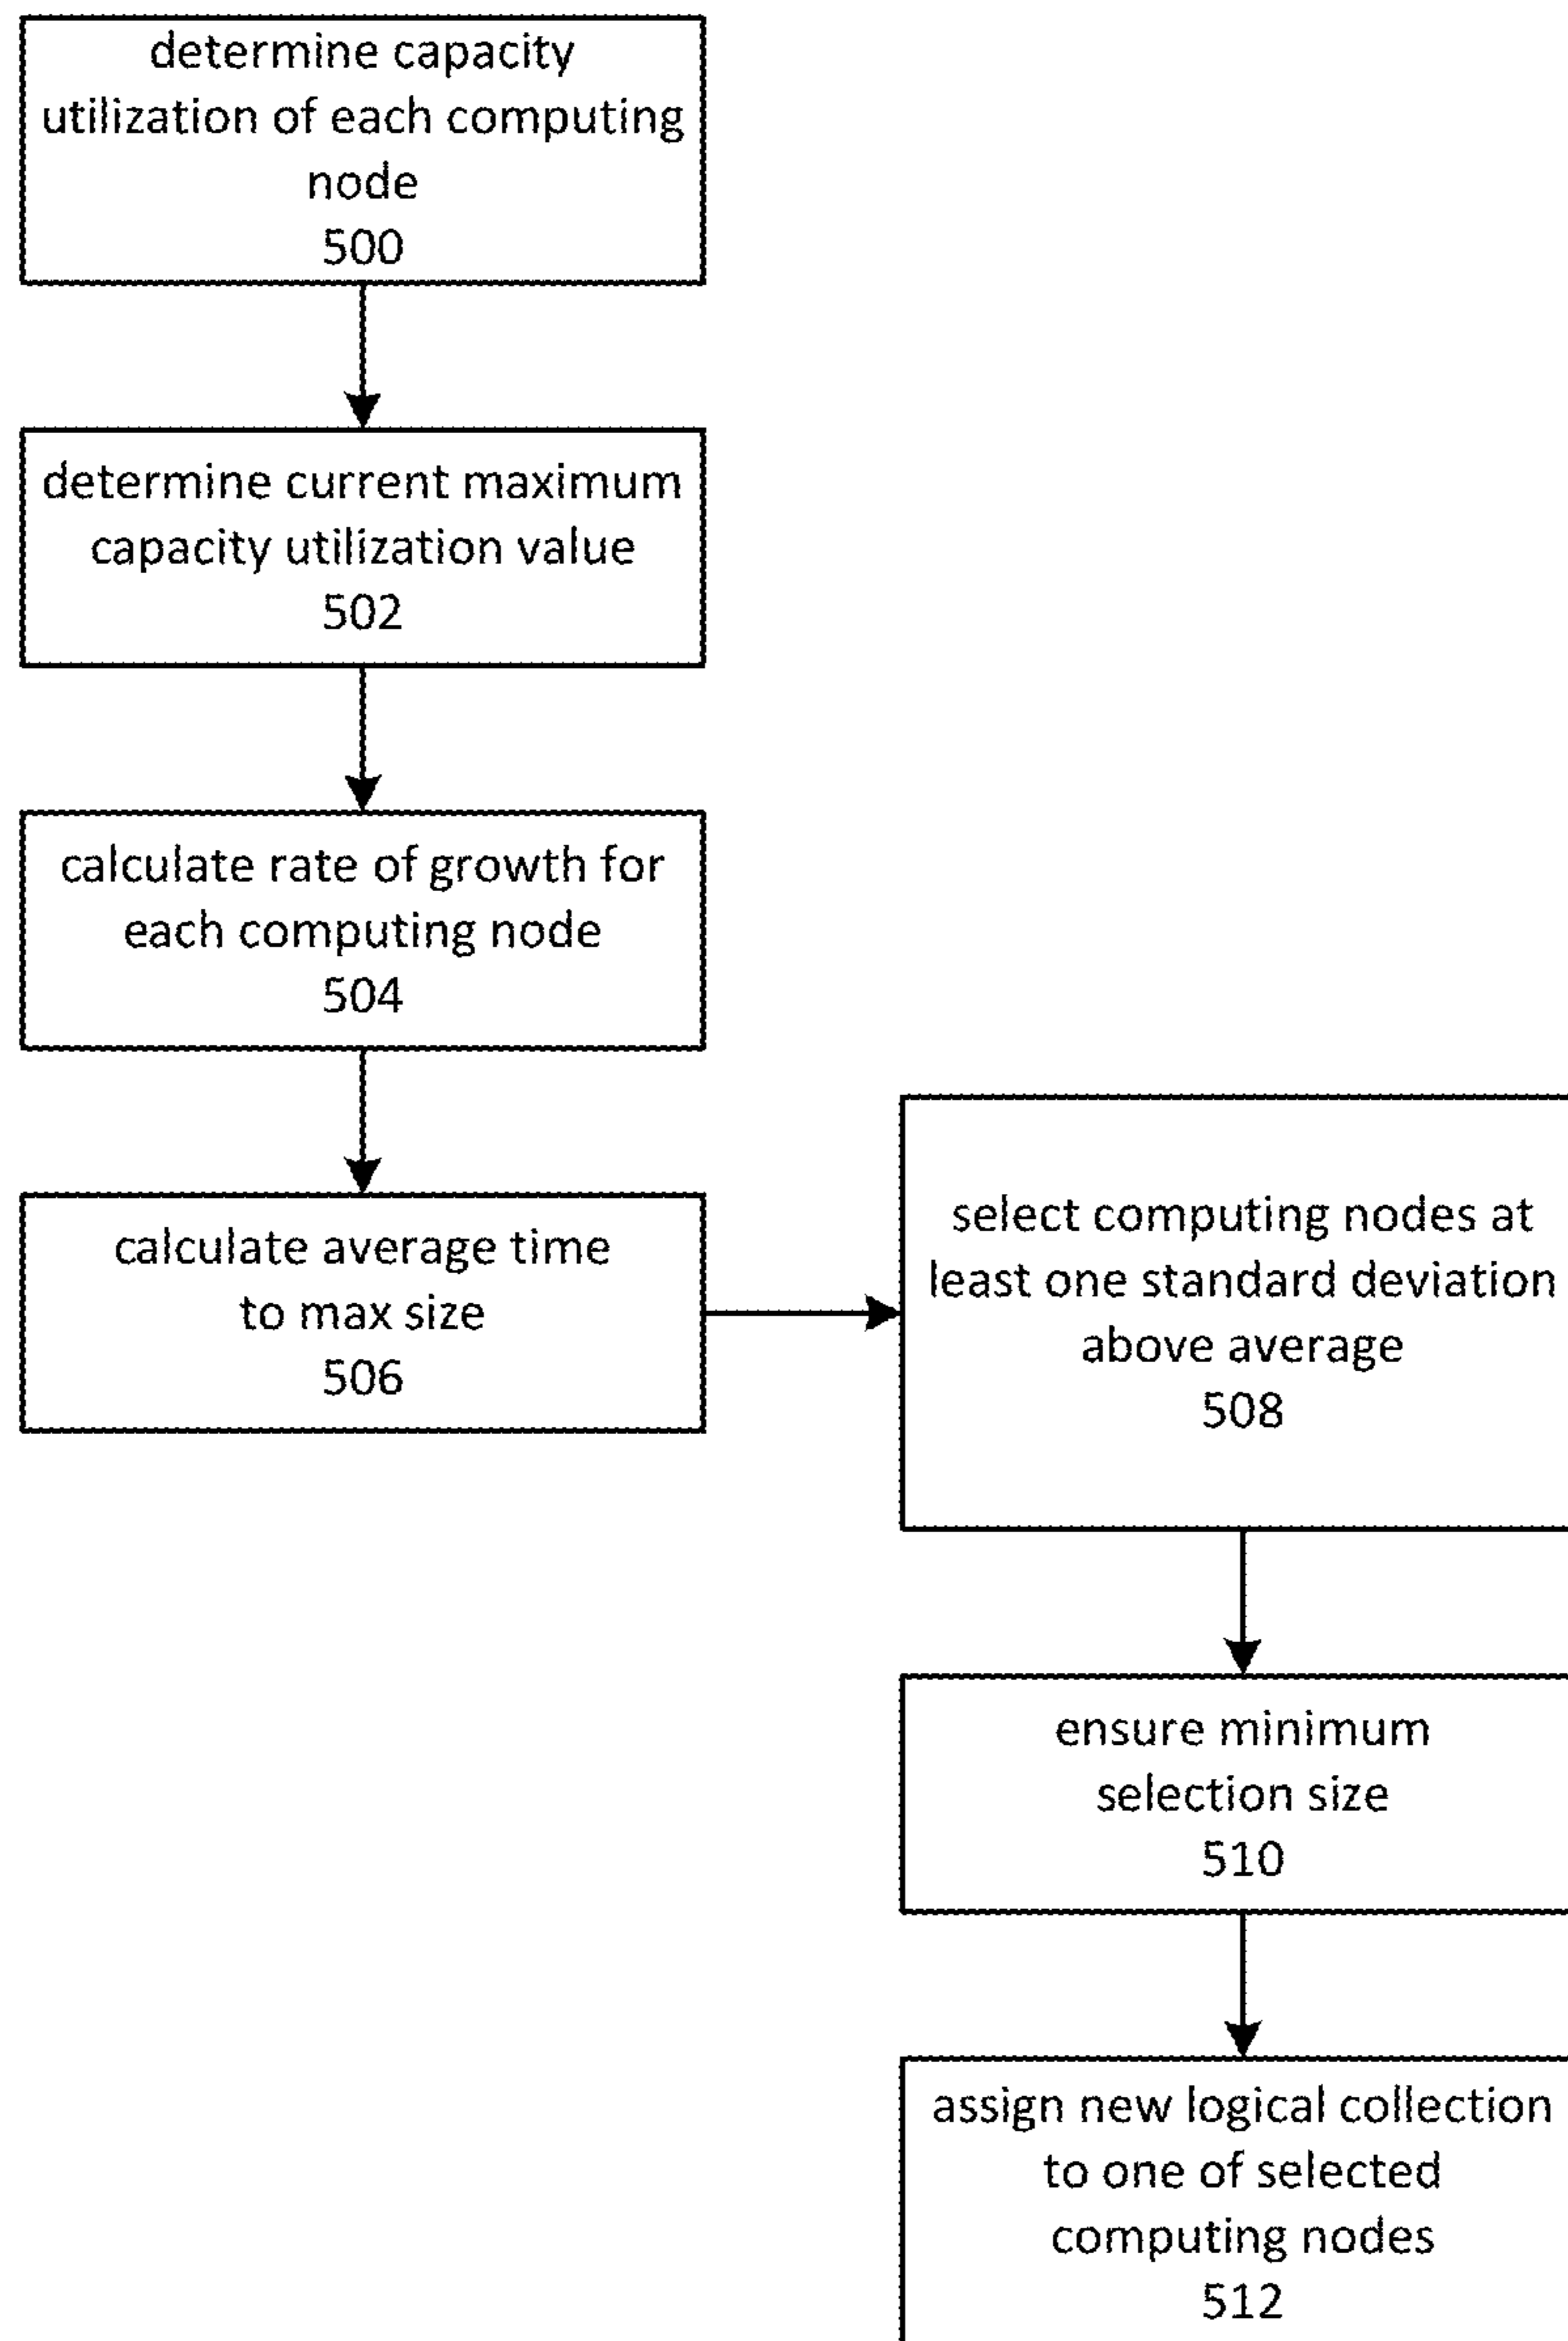 determine capacity
utilization of each computing
node
500
determine current maximum
capacity utilization value
502
calculate rate of growth for
each computing node
504
calculate average time
to max size
506
select computing nodes at
least one standard deviation
above average
508
ensure minimum
selection size
510
assign new logical collection
to one of selected
computing nodes
512